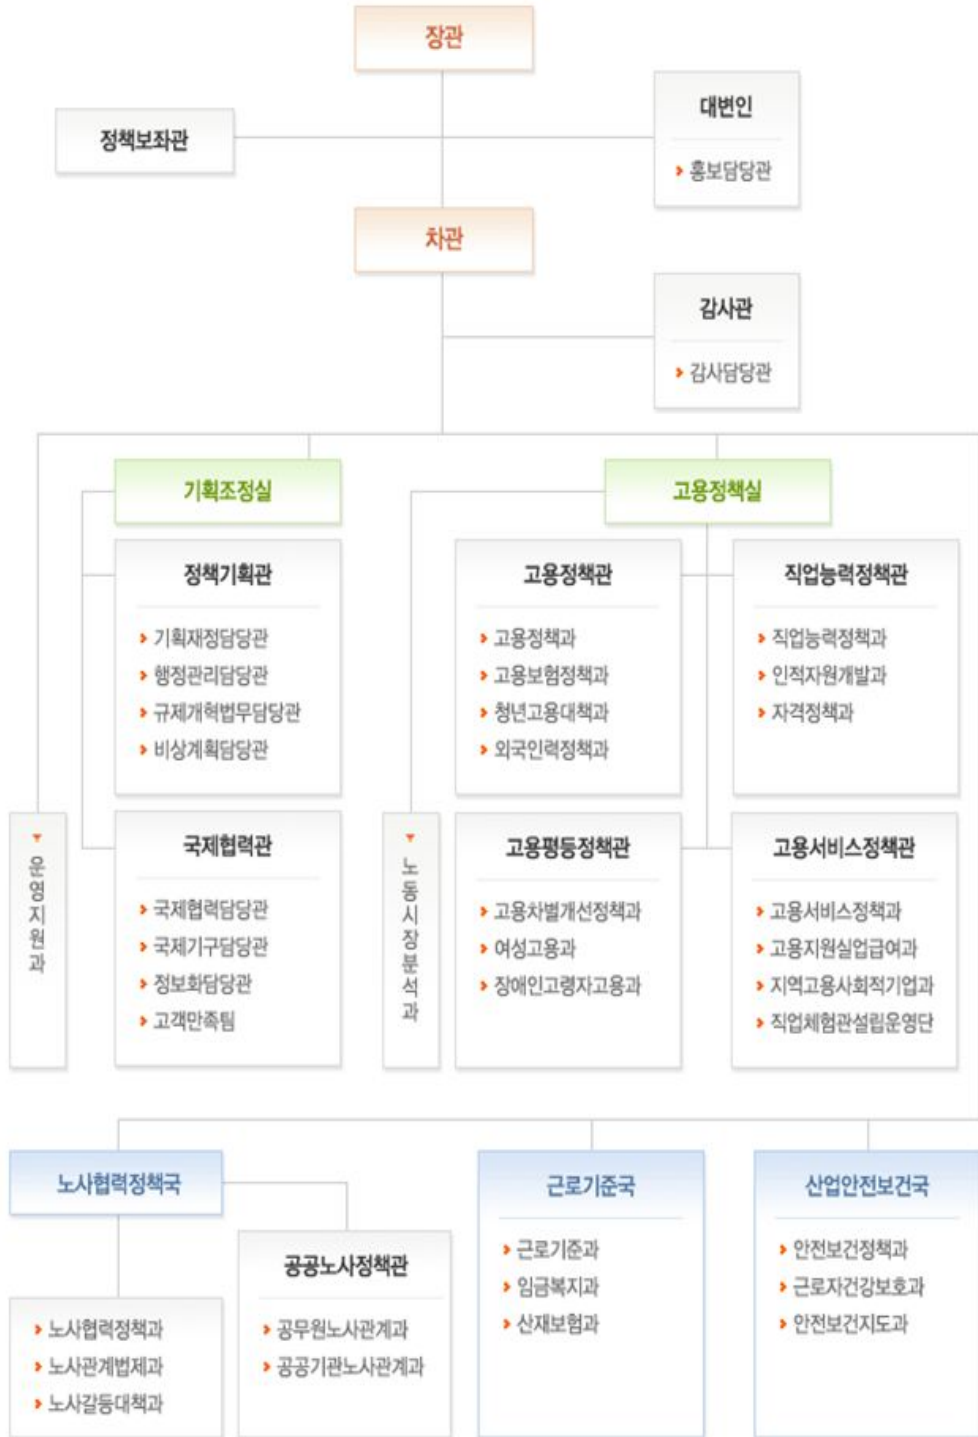 장관
정책보좌관
대변인
홍보담당관
차관
감사관
감사담당관
기획조정실
정책기획관
기획재정담당관
행정관리담당관
규제개혁법무담당관
비상계획담당관
국제협력관
국제협력담당관
국제기구담당관
정보화담당관
고객만족팀
운영지원과
고용정책실
고용정책관
고용정책과
고용보험정책과
청년고용대책과
외국인력정책과
직업능력정책관
직업능력정책과
인적자원개발과
자격정책과
노동시장분석과
고용평등정책관
고용차별개선정책과
여성고용과
장애인고령자고용과
고용서비스정책관
고용서비스정책과
고용지원실업급여과
지역고용사회적기업과
직업체험관설립운영단
노사협력정책국
노사협력정책과
노사관계법제과
노사갈등대책과
공공노사정책관
공무원노사관계과
공공기관노사관계과
근로기준국
근로기준과
임금복지과
산재보험과
산업안전보건국
안전보건정책과
근로자건강보호과
안전보건지도과